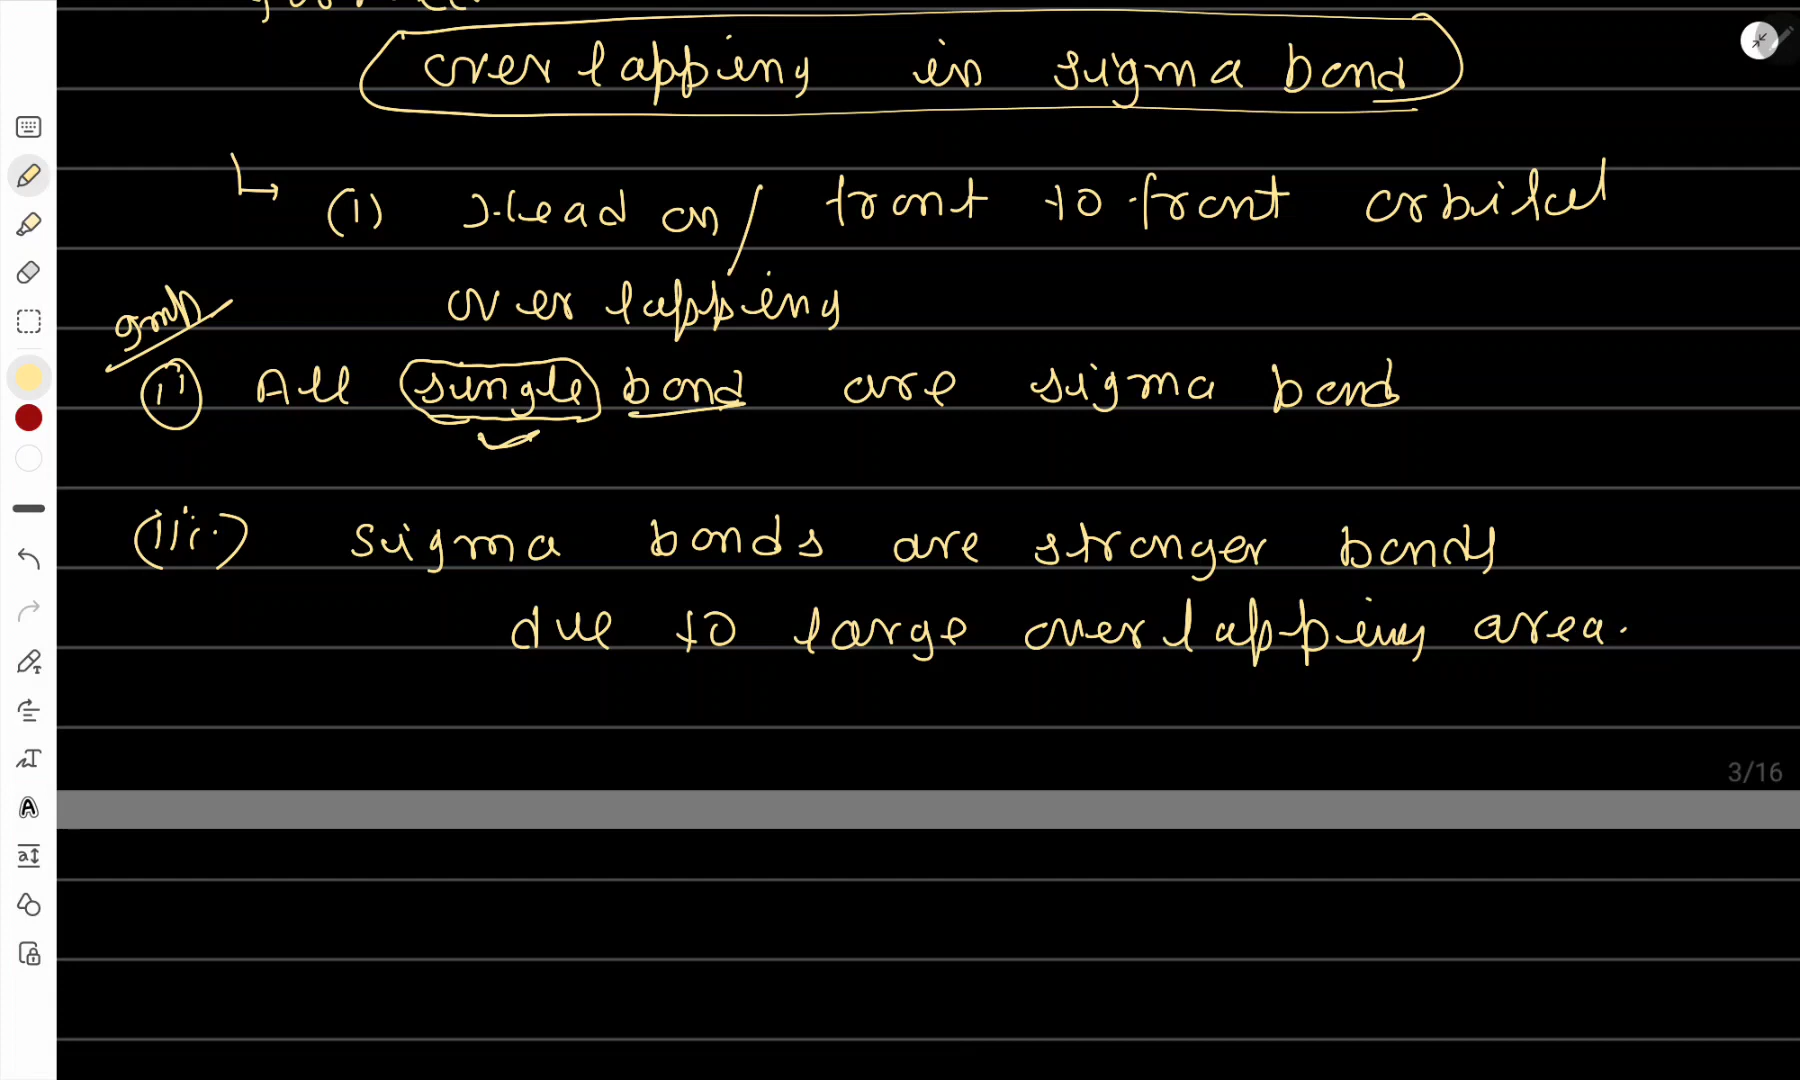 overlapping in sigma bond
(i) Head on / front to front orbital
overlapping
Imp
(ii) All single bond are sigma bond
(iii) sigma bonds are stronger bonds
due to large overlapping area.
3/16